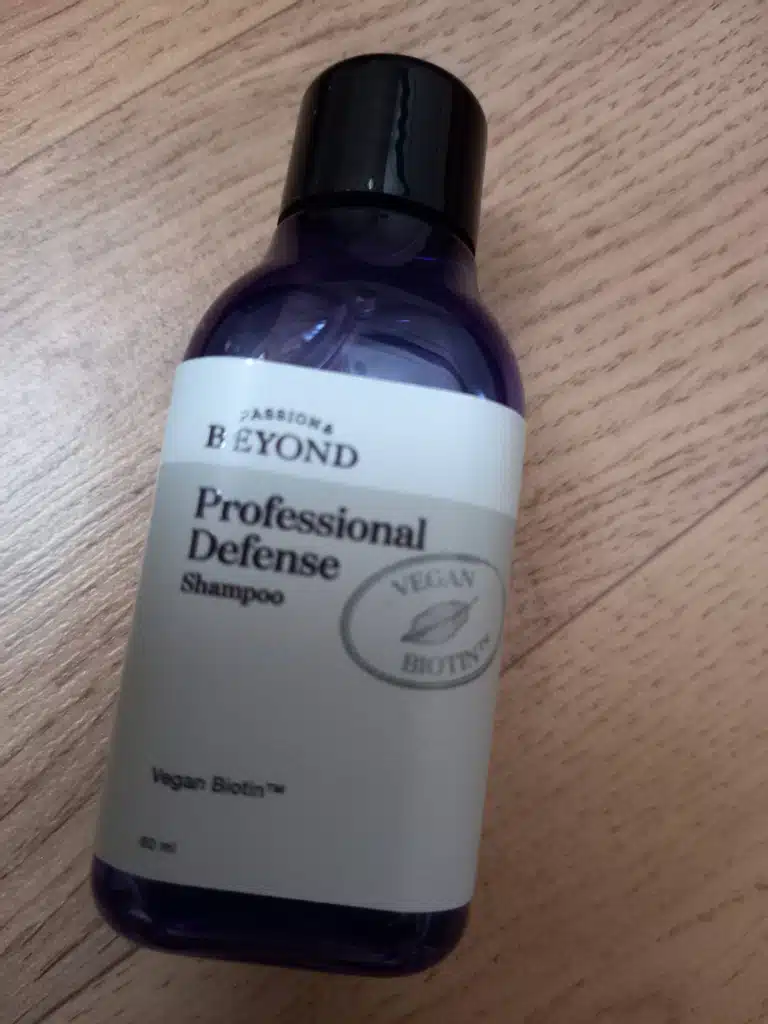 PASSION &
BEYOND
Professional
Defense
Shampoo
VEGAN
BIOTIN™
Vegan Biotin™
60 ml